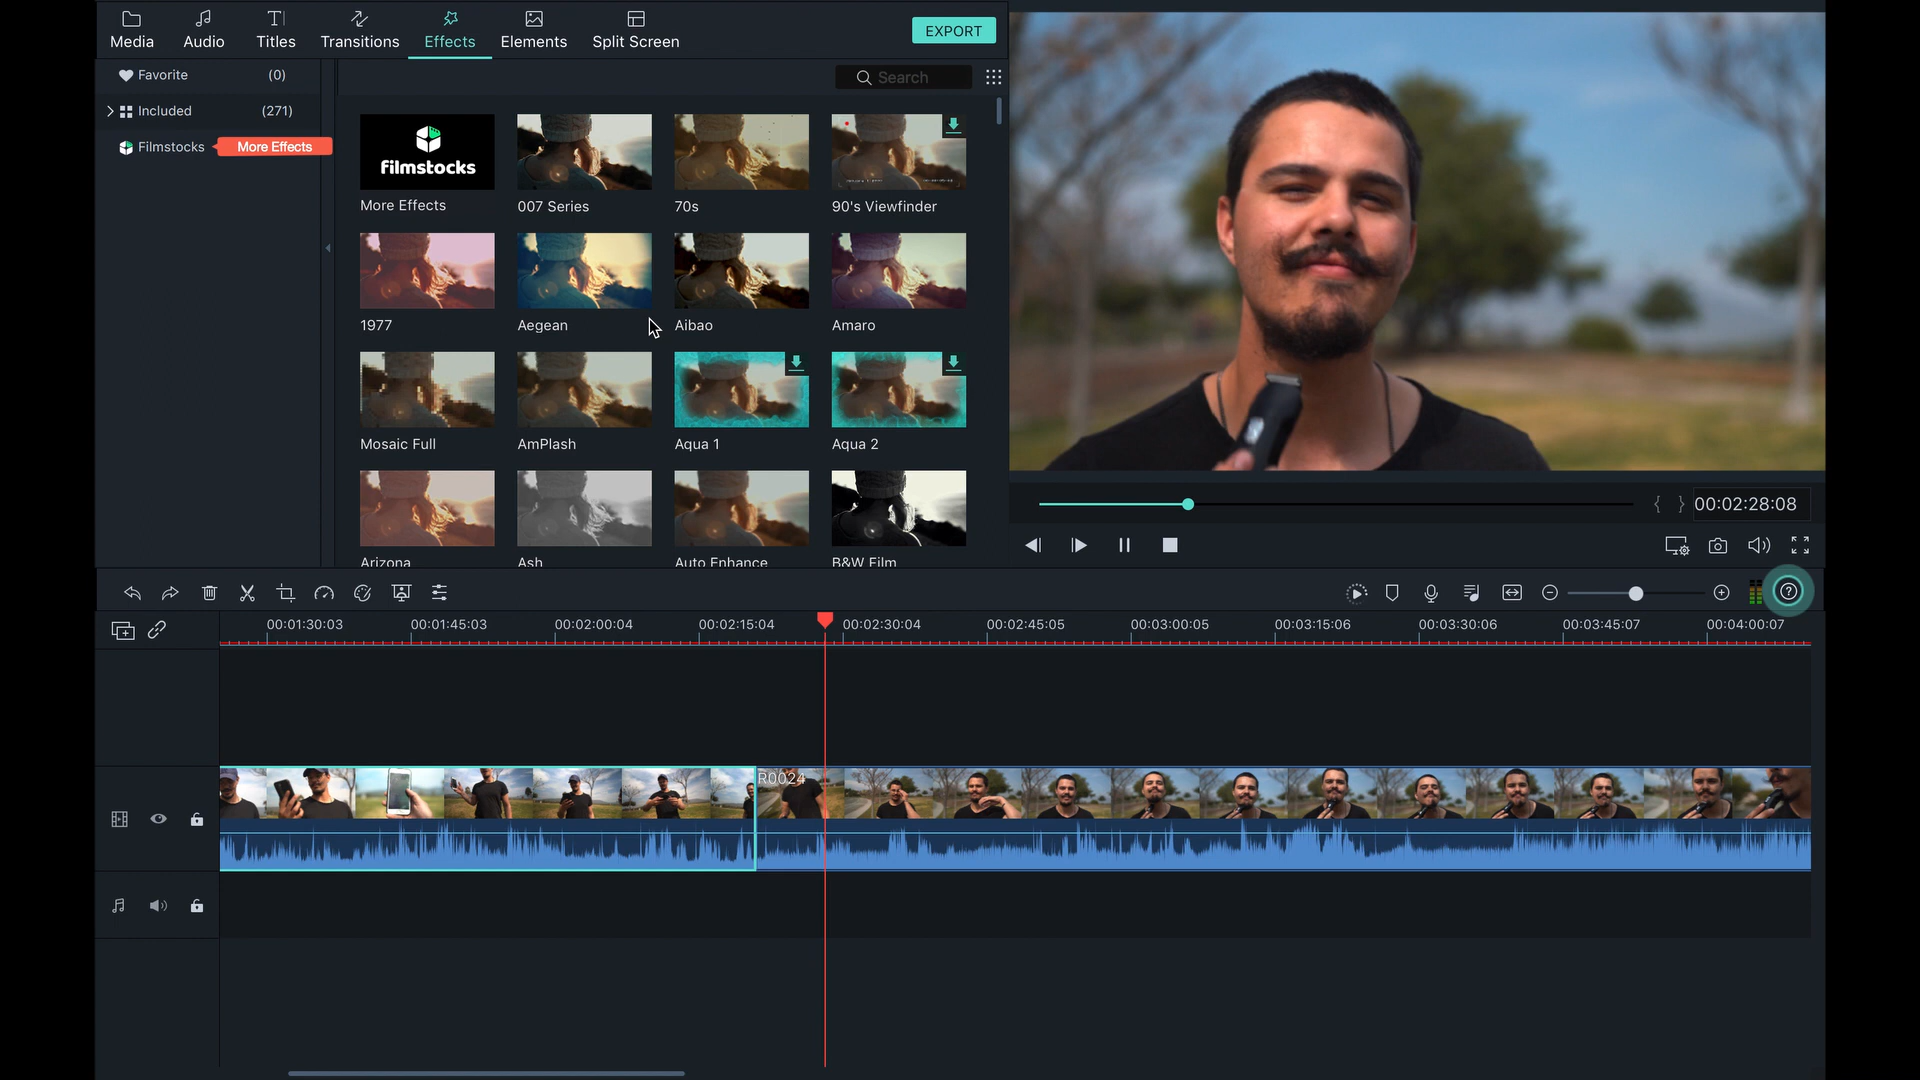 Media
Audio
Titles
Transitions
Effects
Elements
Split Screen
EXPORT
Favorite (0)
Included (271)
Filmstocks More Effects
Search
filmstocks
More Effects
007 Series
70s
90's Viewfinder
1977
Aegean
Aibao
Amaro
Mosaic Full
AmPlash
Aqua 1
Aqua 2
Arizona
Ash
Auto Enhance
B&W Film
{ } 00:02:28:08
00:01:30:03
00:01:45:03
00:02:00:04
00:02:15:04
00:02:30:04
00:02:45:05
00:03:00:05
00:03:15:06
00:03:30:06
00:03:45:07
00:04:00:07
R0024